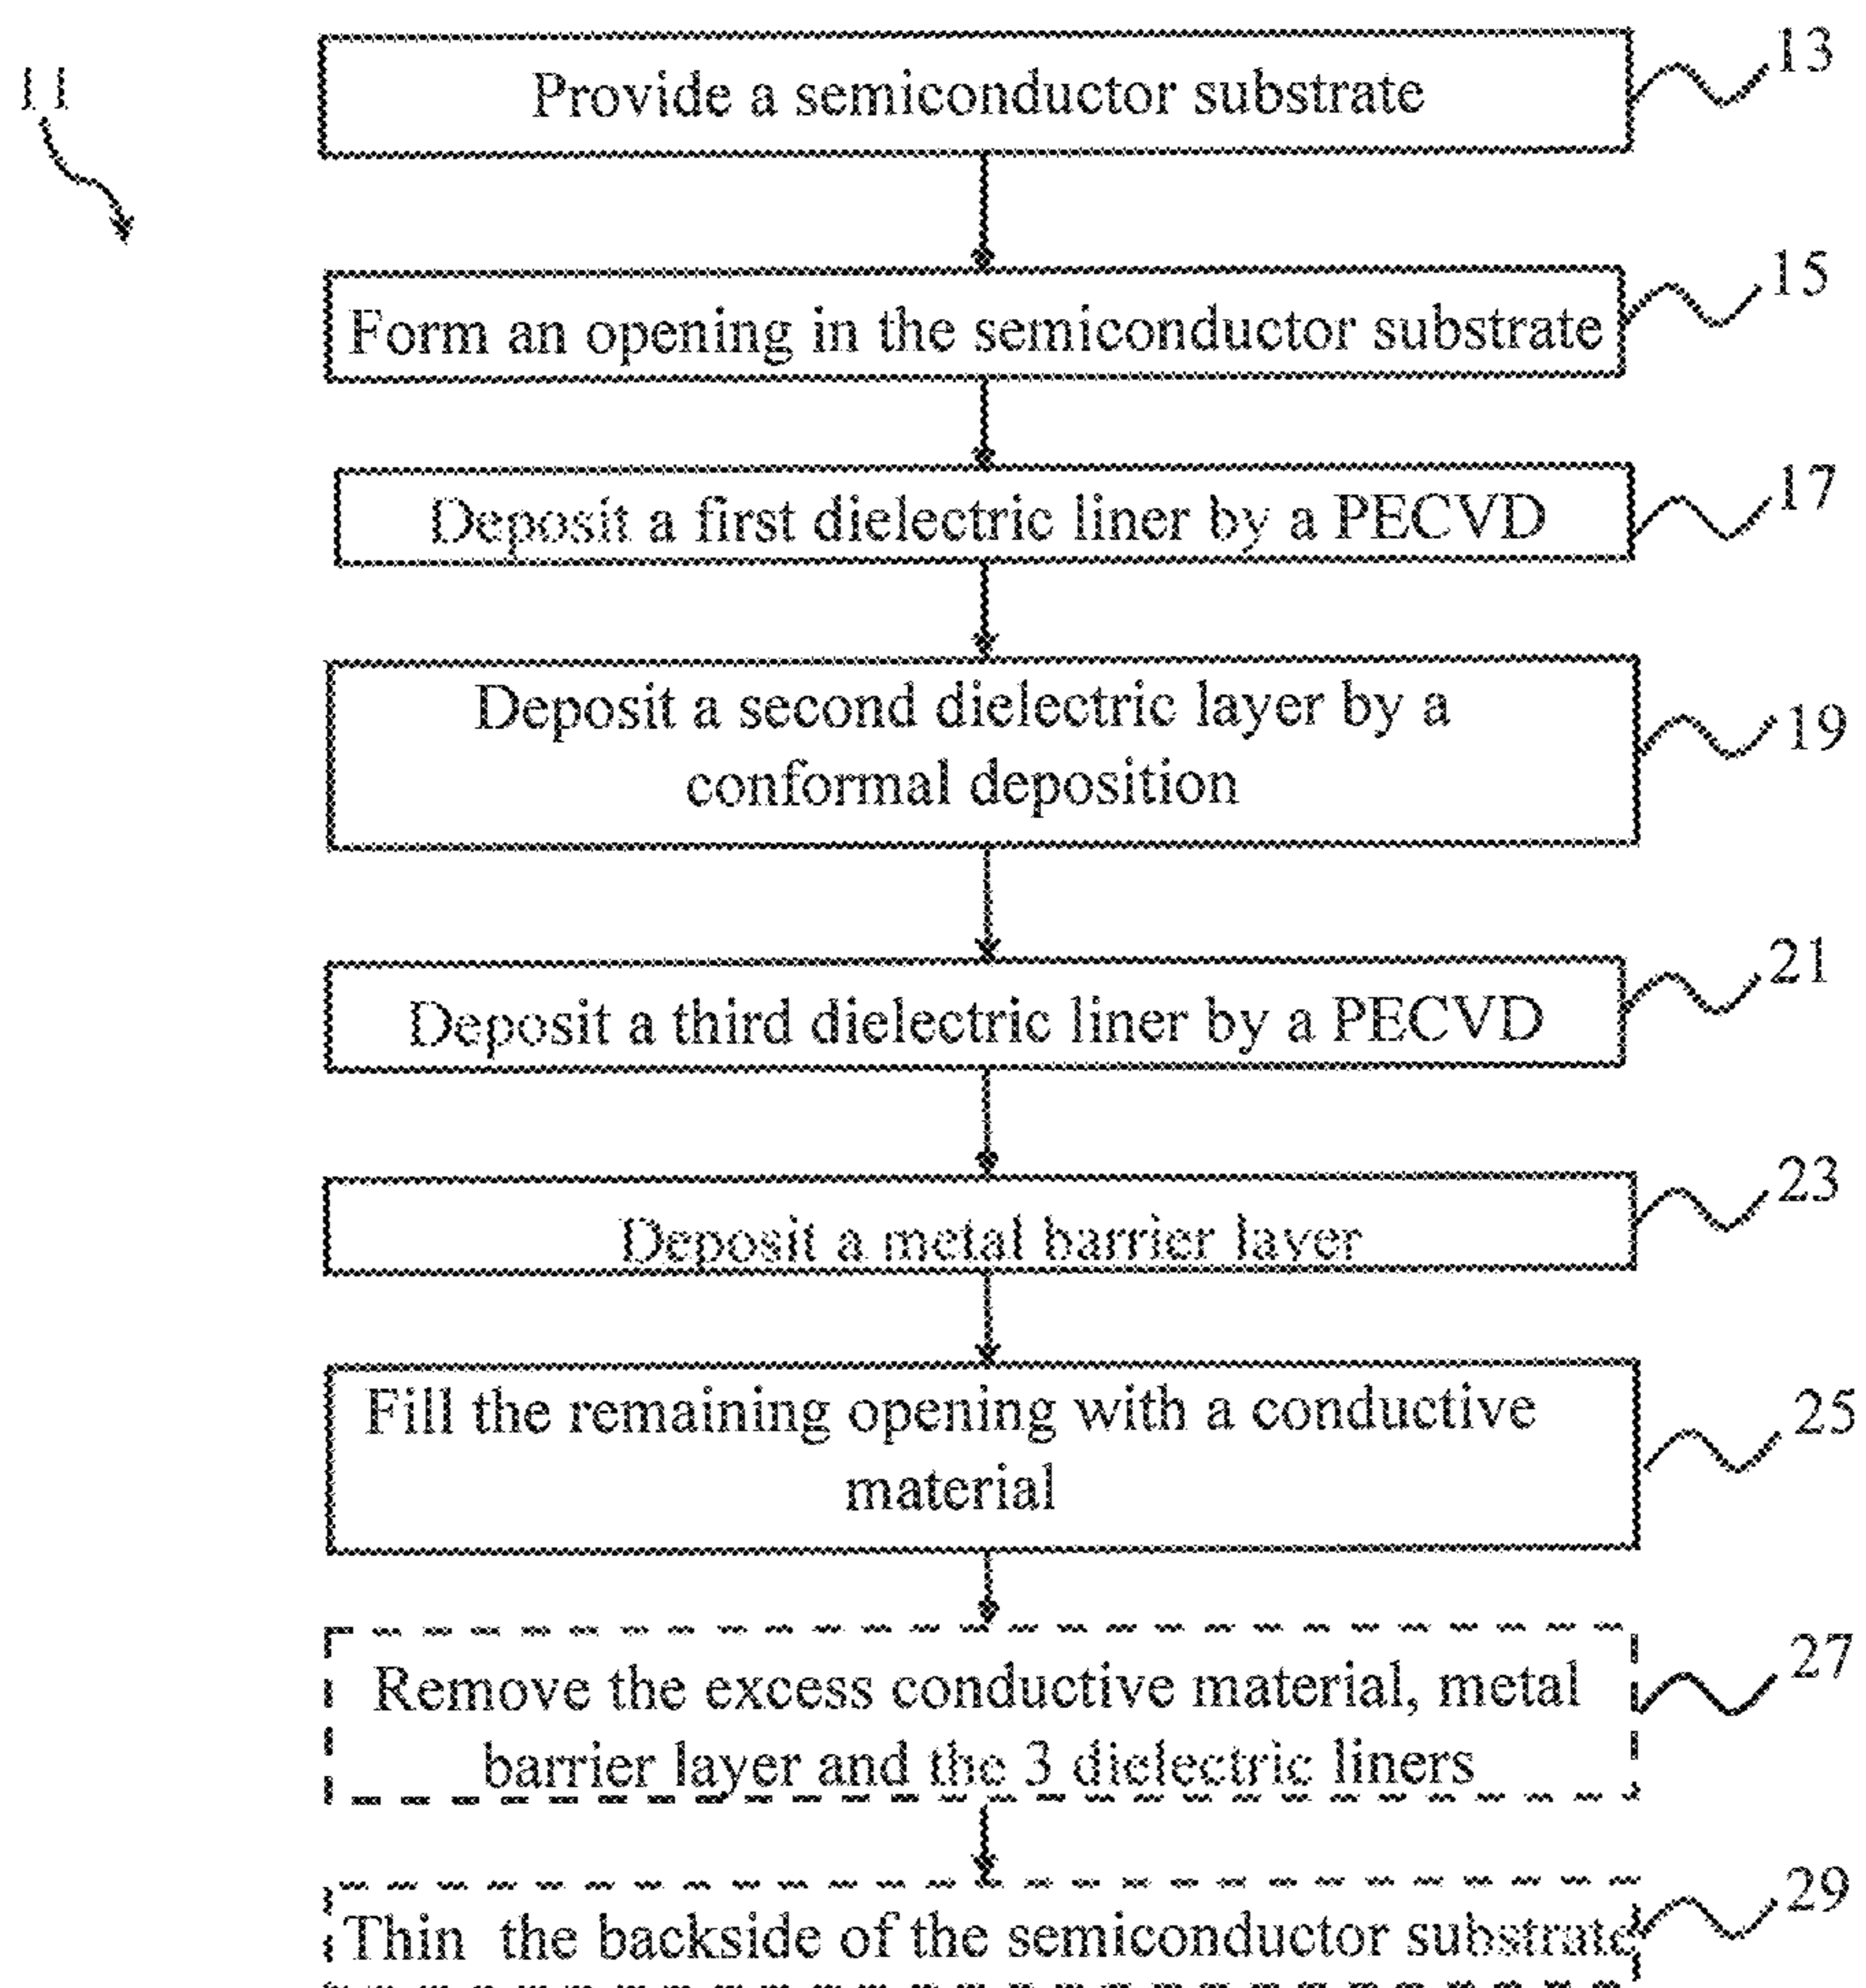 11
Provide a semiconductor substrate
13
Form an opening in the semiconductor substrate
15
Deposit a first dielectric liner by a PECVD
17
Deposit a second dielectric layer by a
conformal deposition
19
Deposit a third dielectric liner by a PECVD
21
Deposit a metal barrier layer
23
Fill the remaining opening with a conductive
material
25
Remove the excess conductive material, metal
barrier layer and the 3 dielectric liners
27
Thin the backside of the semiconductor substrate
29